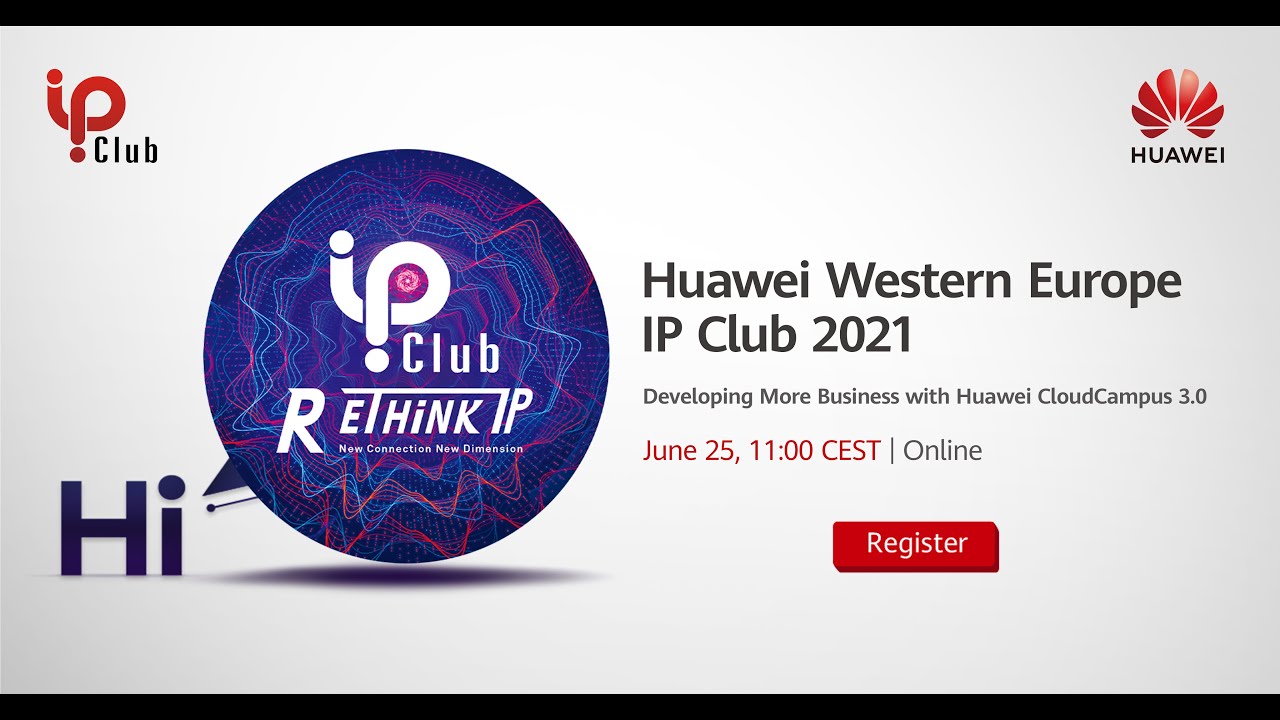 ip
Club
HUAWEI
ip
Club
RETHiNK IP
New Connection New Dimension
Hi
Huawei Western Europe
IP Club 2021
Developing More Business with Huawei CloudCampus 3.0
June 25, 11:00 CEST | Online
Register